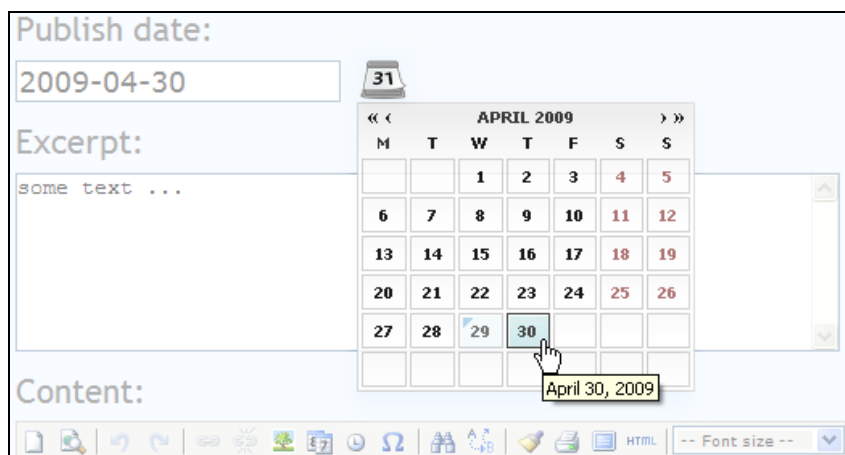 Publish date:
2009-04-30
31
« ‹ APRIL 2009 › »
M T W T F S S
1 2 3 4 5
6 7 8 9 10 11 12
13 14 15 16 17 18 19
20 21 22 23 24 25 26
27 28 29 30
April 30, 2009
Excerpt:
some text ...
Content:
HTML -- Font size --